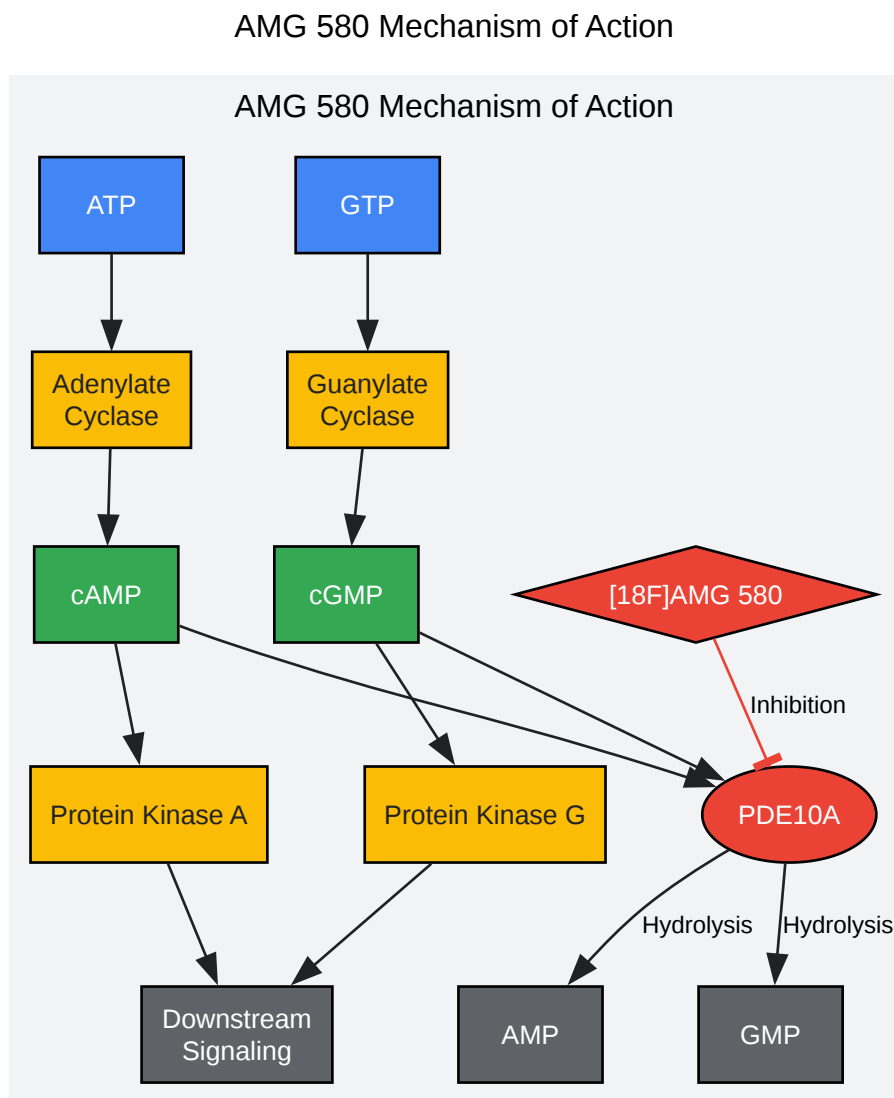 AMG 580 Mechanism of Action
AMG 580 Mechanism of Action
ATP
GTP
Adenylate
Cyclase
Guanylate
Cyclase
cAMP
cGMP
[18F]AMG 580
Inhibition
Protein Kinase A
Protein Kinase G
PDE10A
Hydrolysis
Hydrolysis
Downstream
Signaling
AMP
GMP